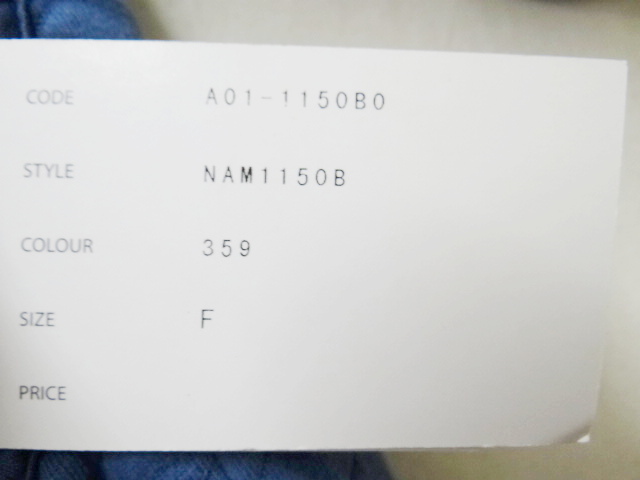 CODE A01-1150B0
STYLE NAM1150B
COLOUR 359
SIZE F
PRICE